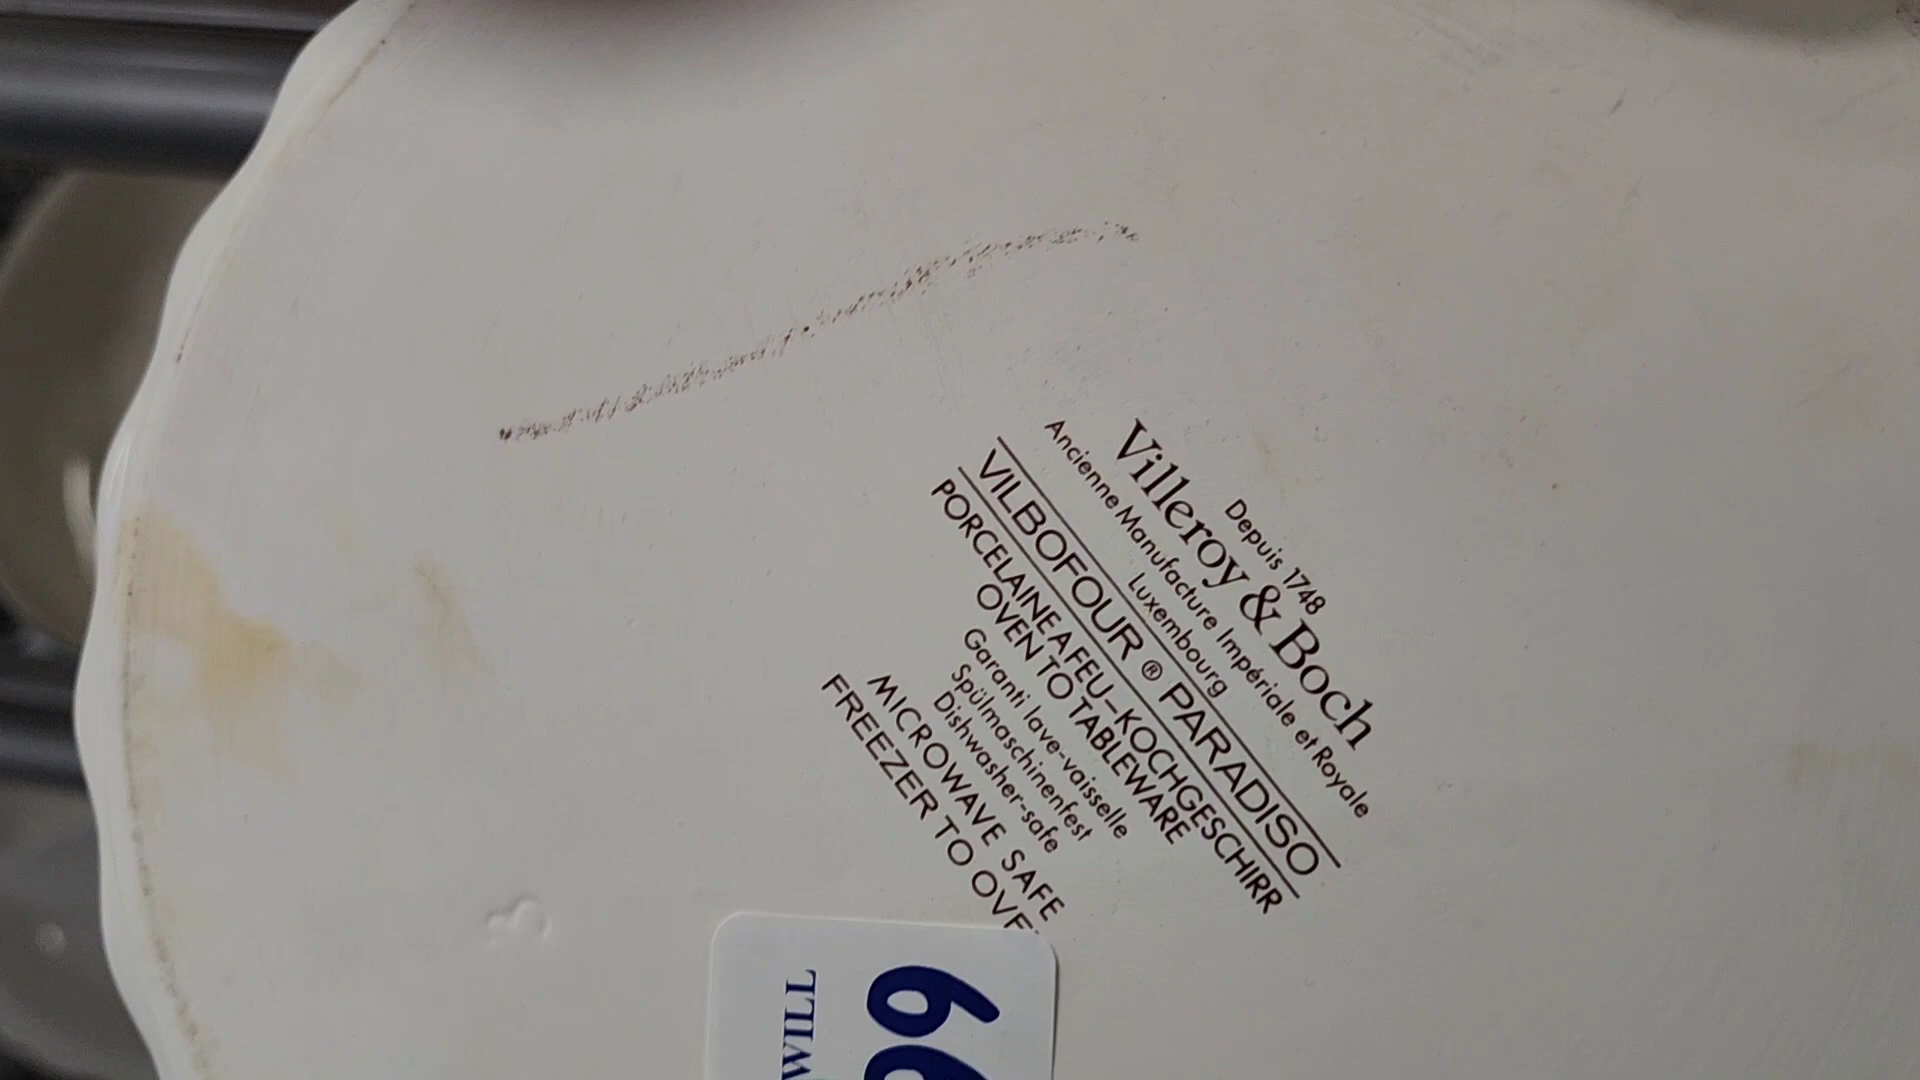 Depuis 1748
Villeroy & Boch
Ancienne Manufacture Impériale et Royale
Luxembourg
VILBOFOUR ® PARADISO
PORCELAINE A FEU-KOCHGESCHIRR
OVEN TO TABLEWARE
Garanti lave-vaisselle
Spülmaschinenfest
Dishwasher-safe
MICROWAVE SAFE
FREEZER TO OVE
WILL
99